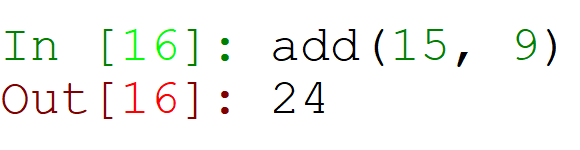 In [16]: add(15, 9)
Out[16]: 24